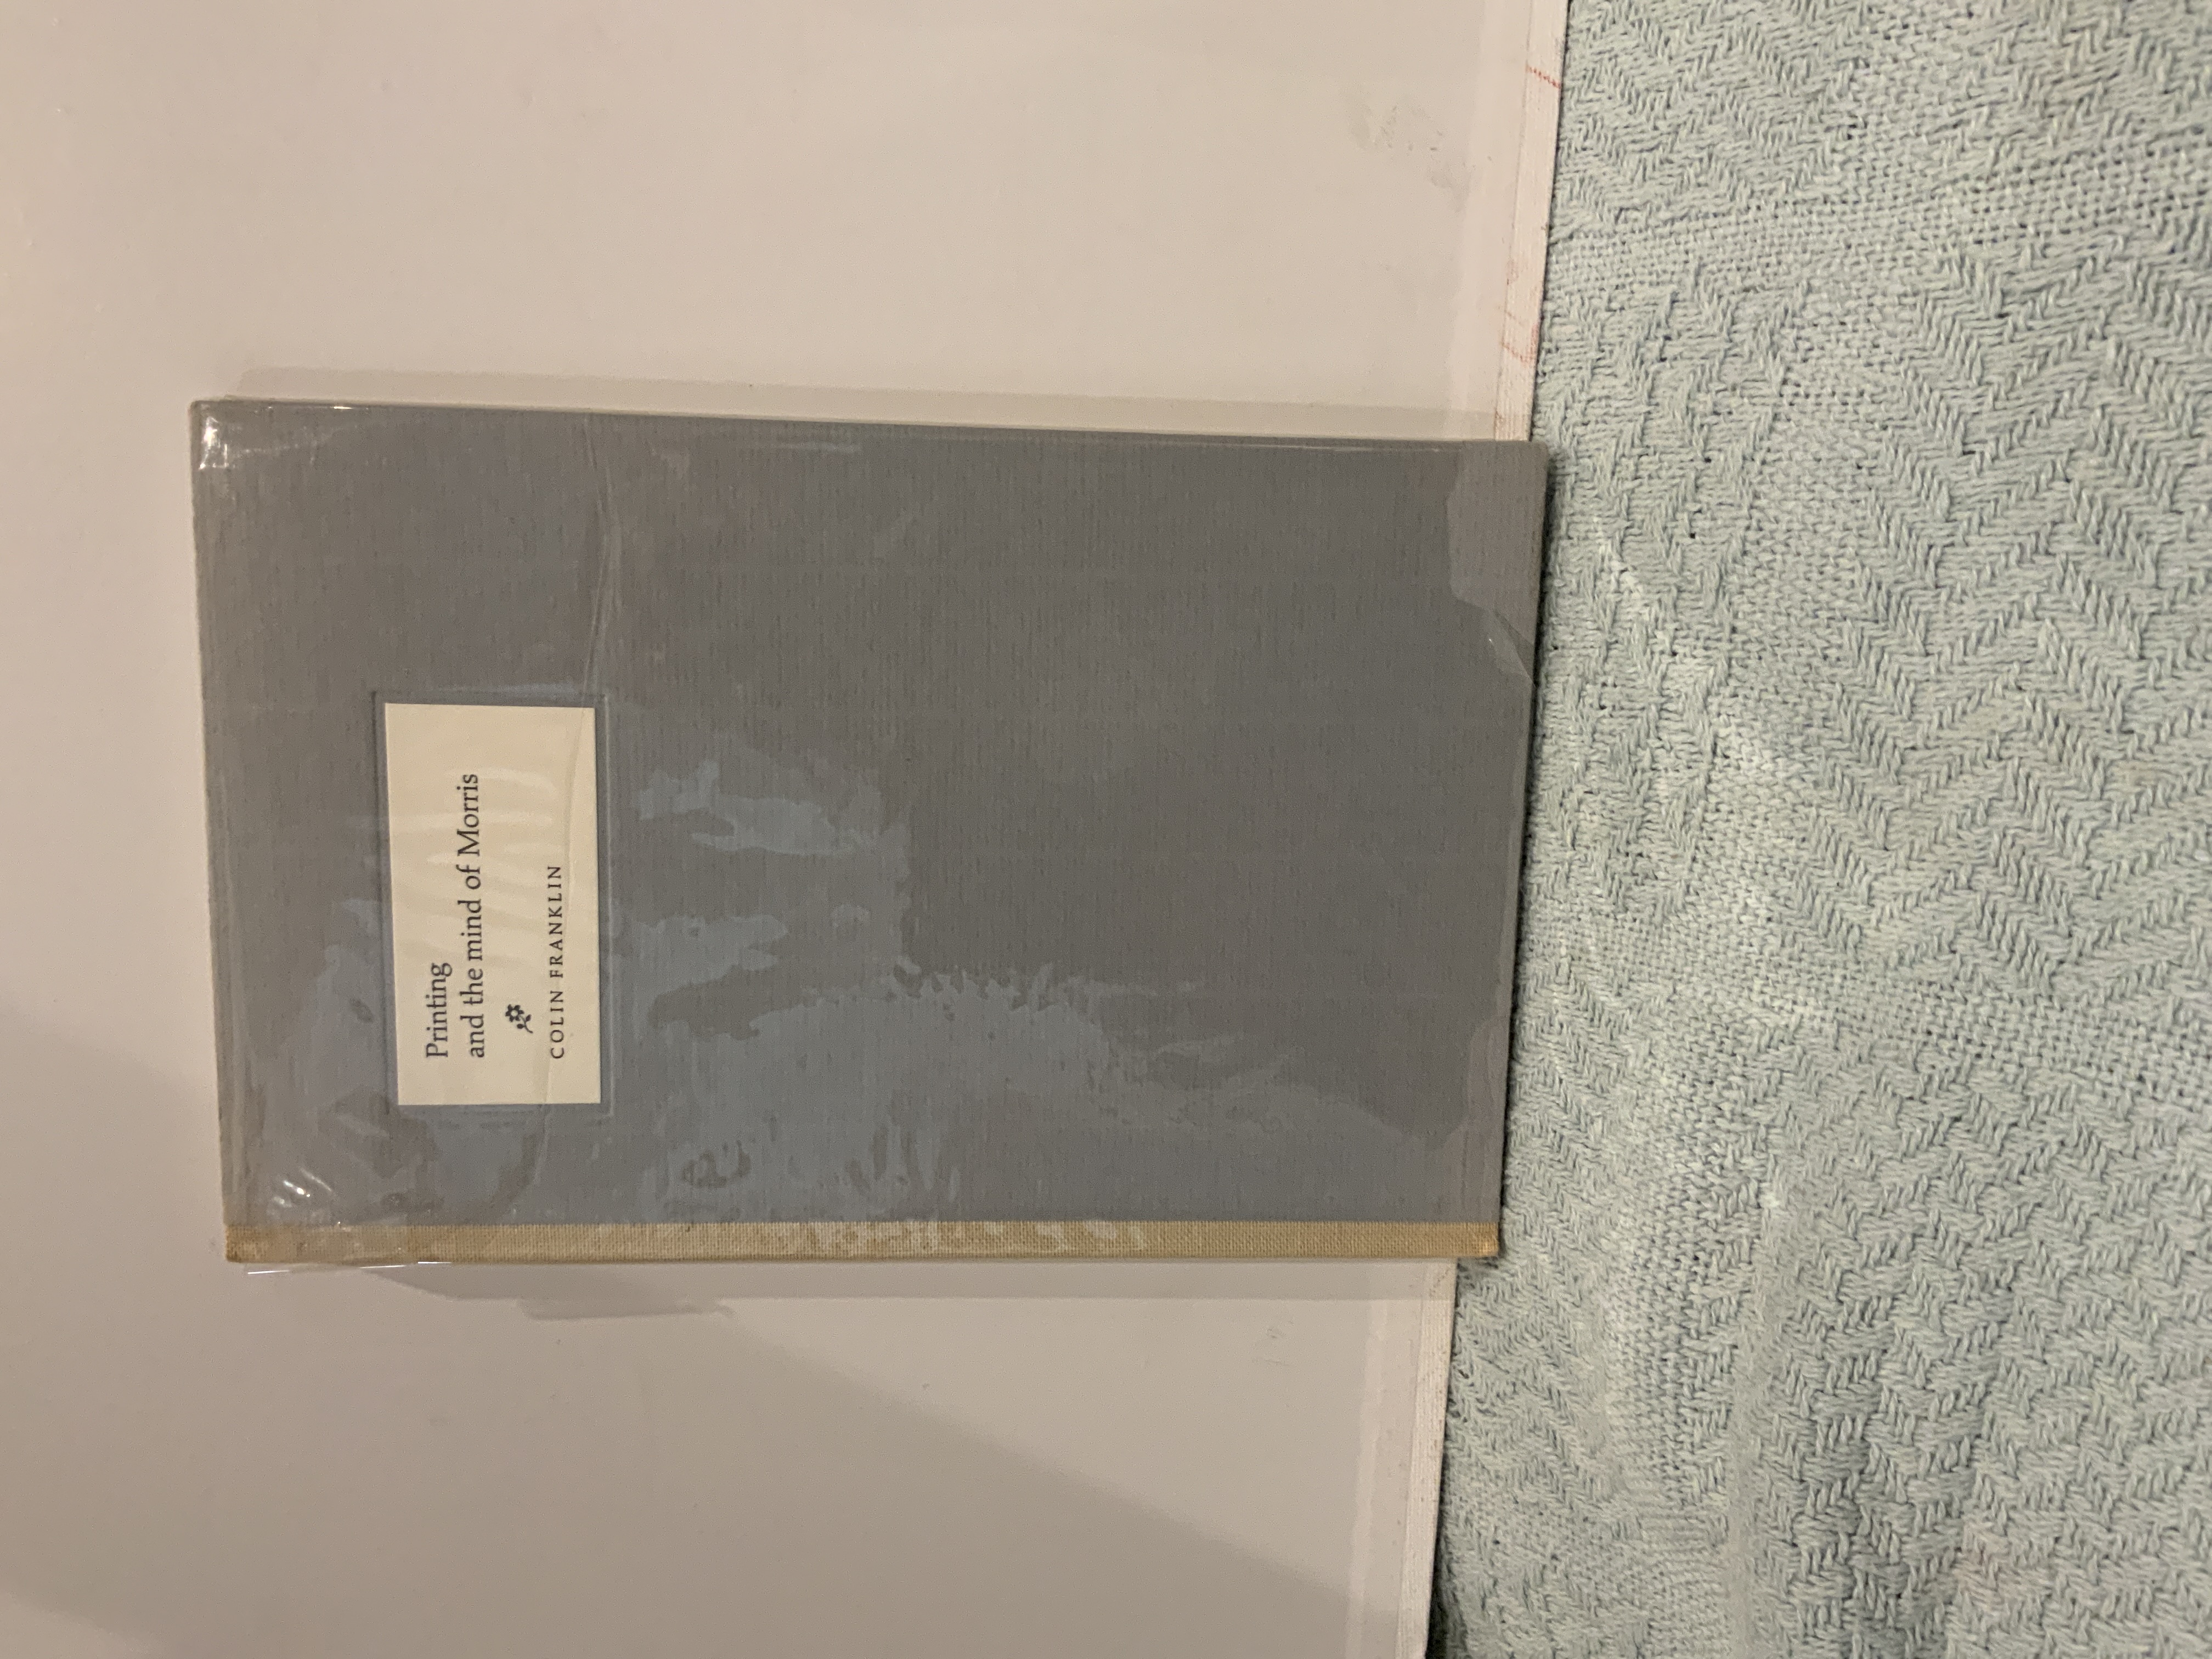 Printing
and the mind of Morris
COLIN FRANKLIN